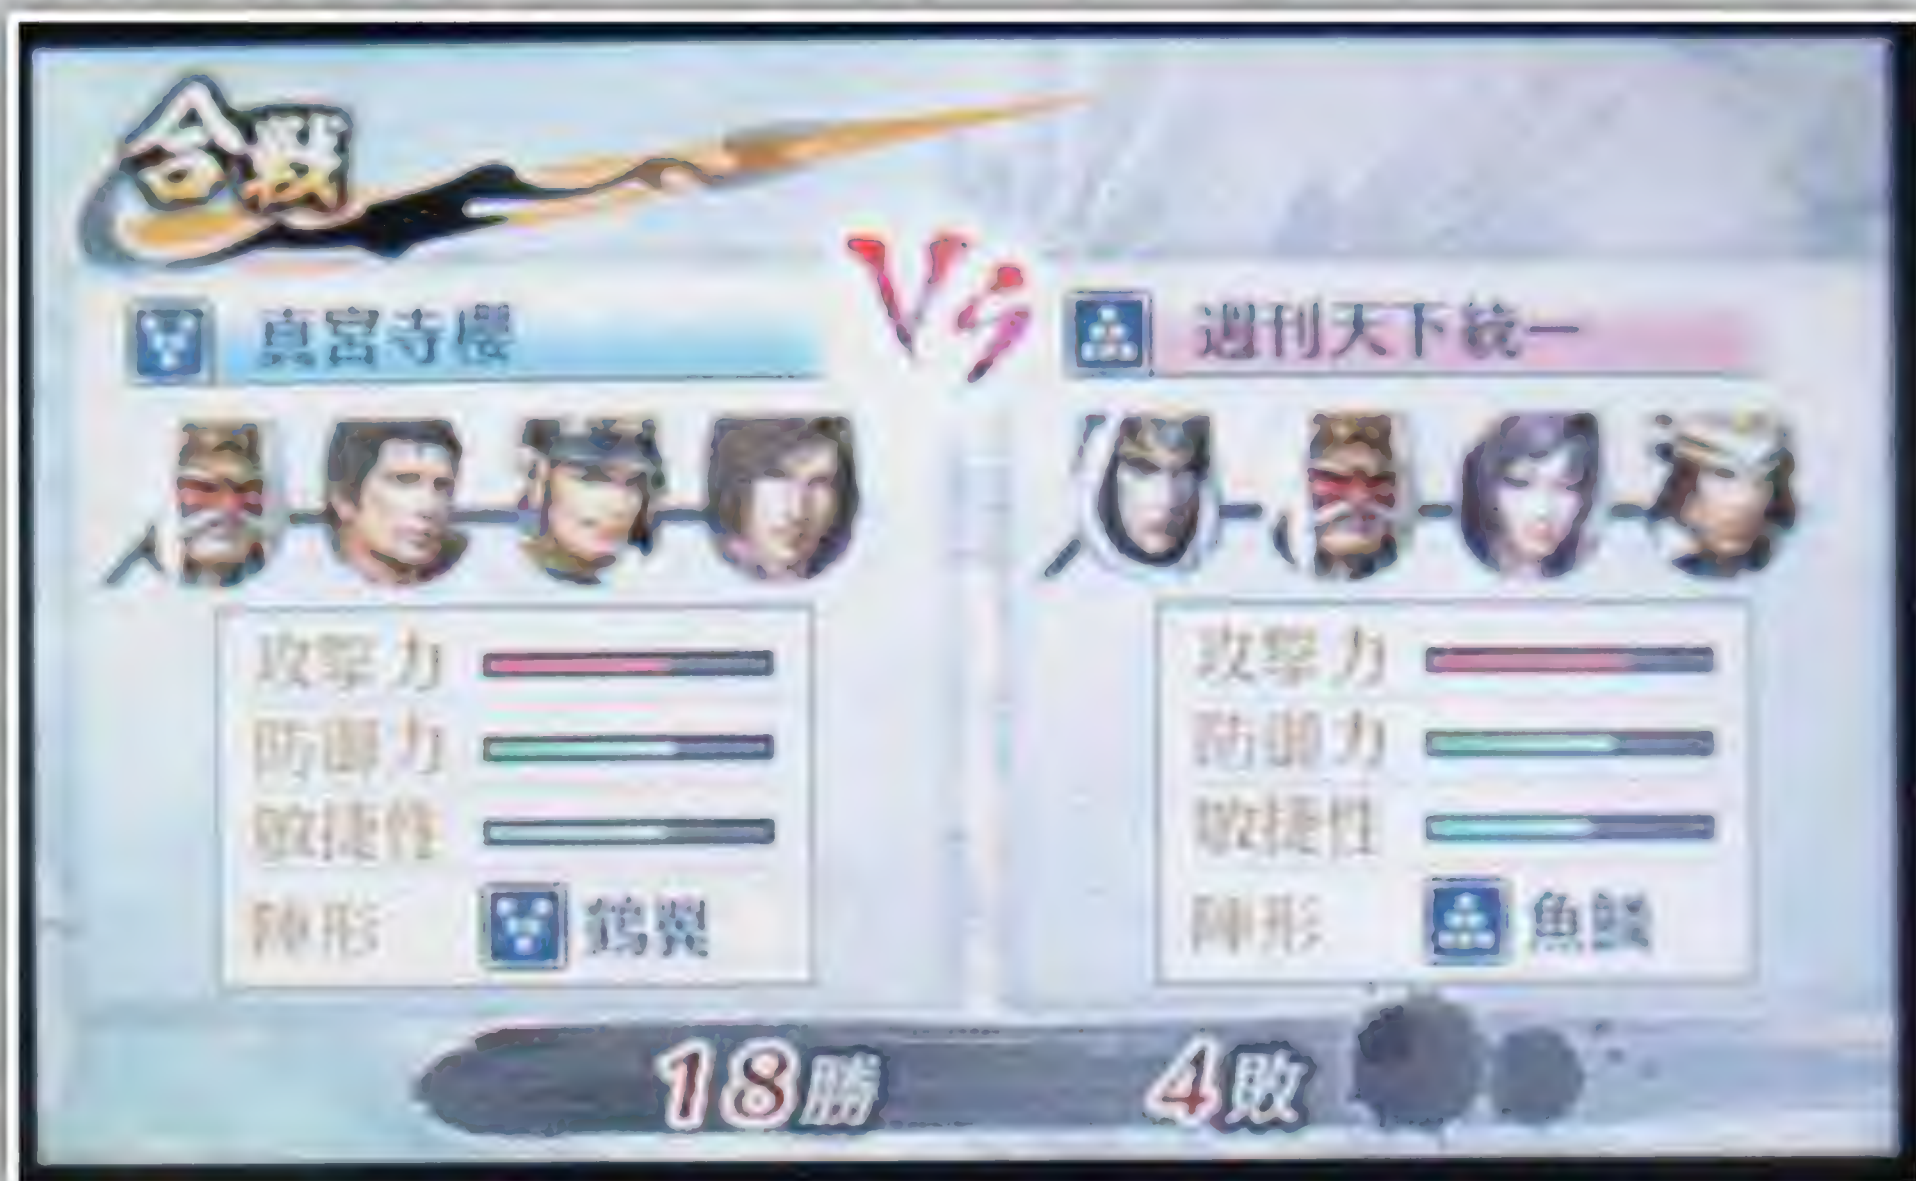 合戦
VS
真宮寺櫻
週刊天下統一
攻撃力
防御力
敏捷性
陣形 鶴翼
攻撃力
防御力
敏捷性
陣形 魚鱗
18勝 4敗